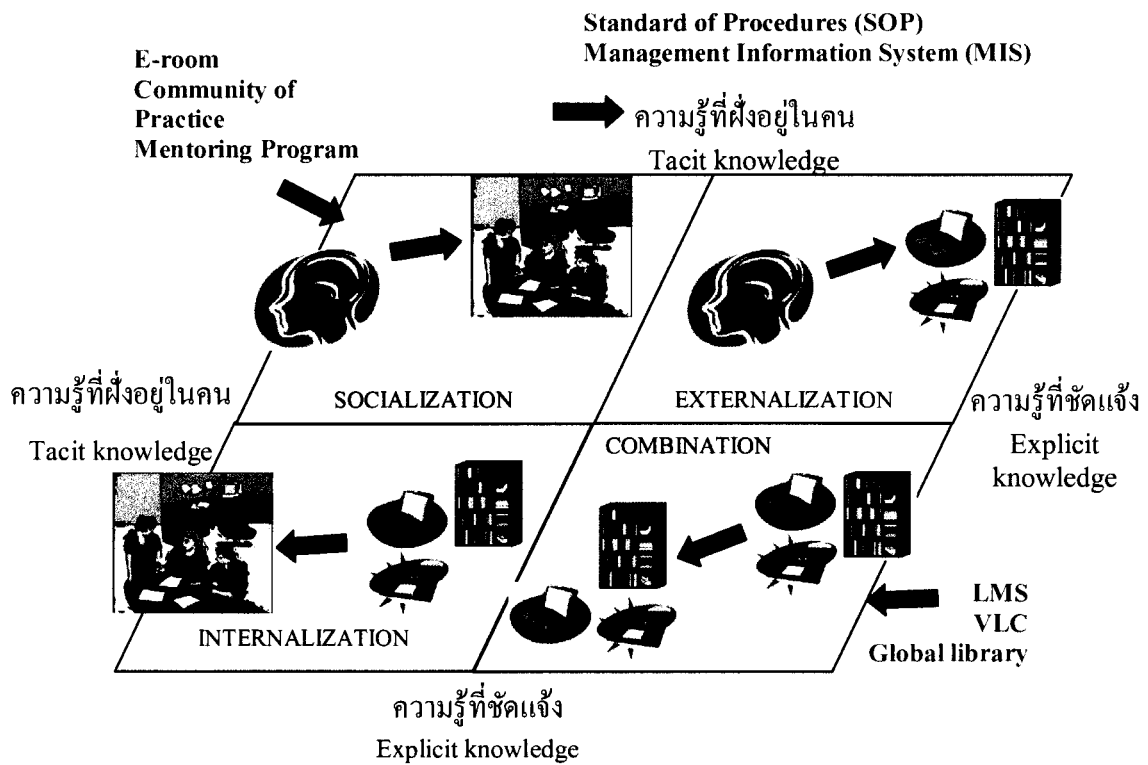 Standard of Procedures (SOP)
Management Information System (MIS)
E-room
Community of
Practice
Mentoring Program
ความรู้ที่ฝั่งอยู่ในคน
Tacit knowledge
SOCIALIZATION
EXTERNALIZATION
ความรู้ที่ฝั่งอยู่ในคน
Tacit knowledge
ความรู้ที่ชัดแจ้ง
Explicit
knowledge
COMBINATION
INTERNALIZATION
LMS
VLC
Global library
ความรู้ที่ชัดแจ้ง
Explicit knowledge